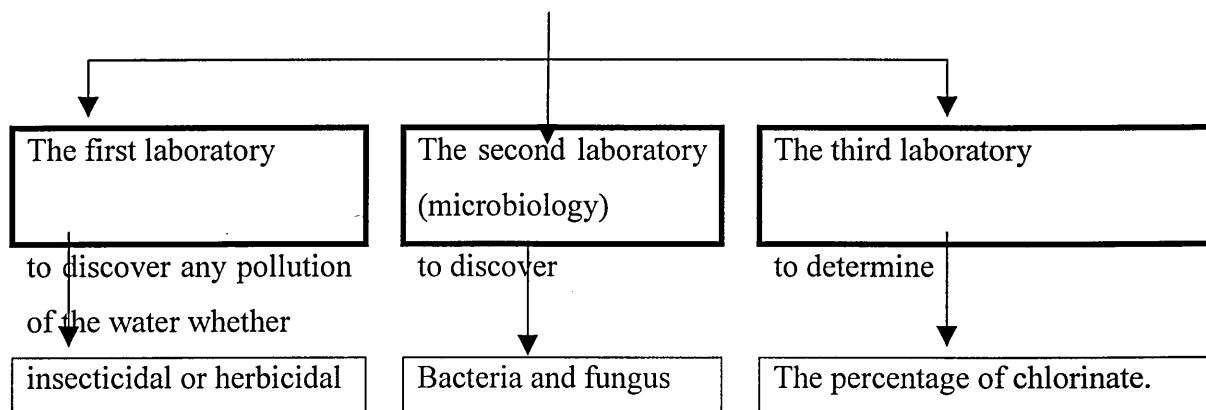 The first laboratory
to discover any pollution
of the water whether
insecticidal or herbicidal
The second laboratory
(microbiology)
to discover
Bacteria and fungus
The third laboratory
to determine
The percentage of chlorinate.